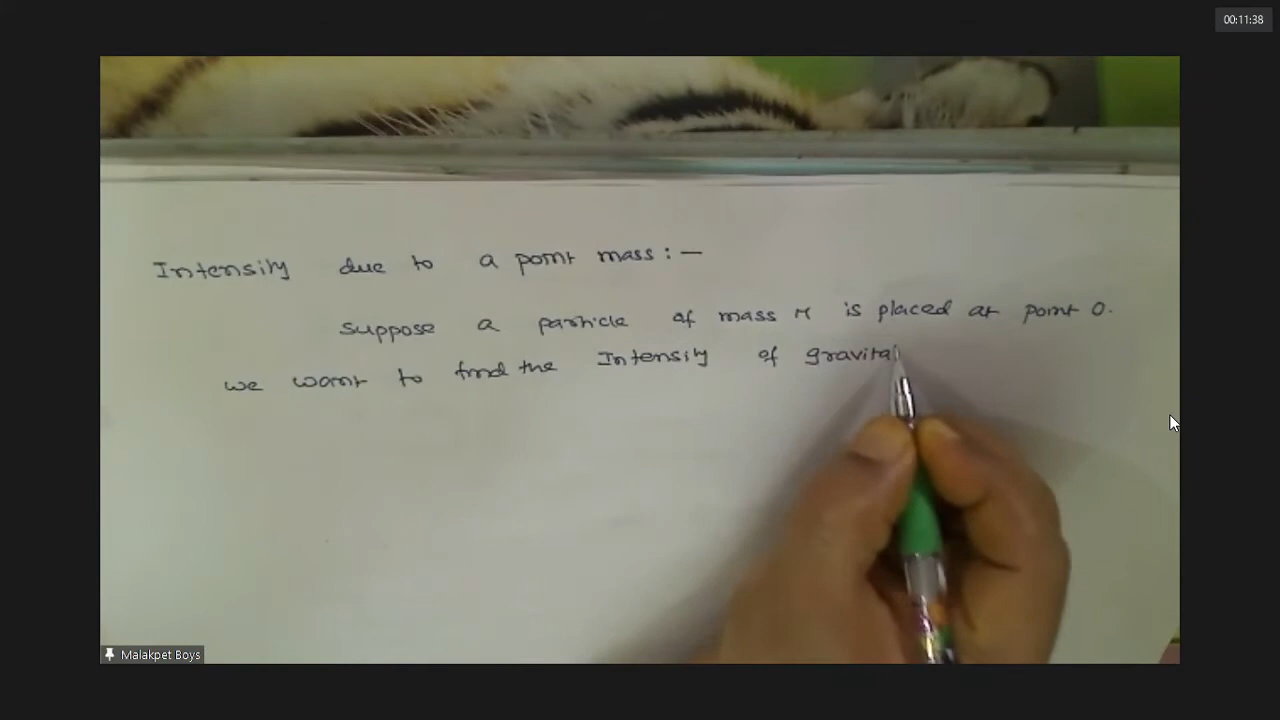 00:11:38
Intensity due to a point mass : —
Suppose a particle of mass M is placed at point O.
we want to find the Intensity of gravita
Malakpet Boys